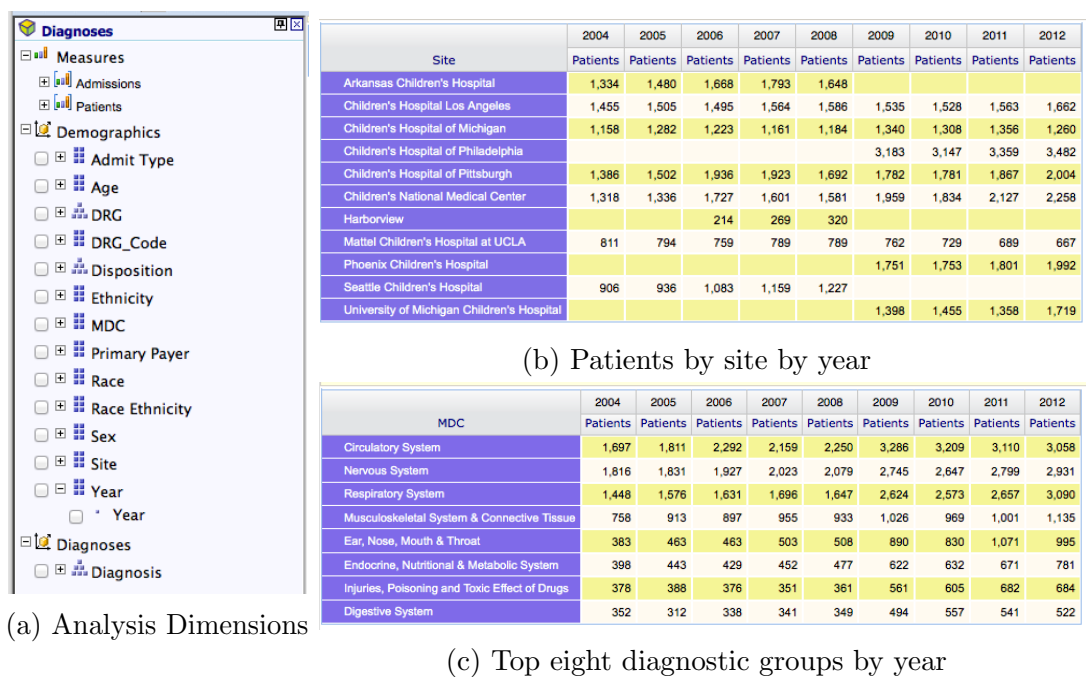 Diagnoses
Measures
Admissions
Patients
Demographics
Admit Type
Age
DRG
DRG_Code
Disposition
Ethnicity
MDC
Primary Payer
Race
Race Ethnicity
Sex
Site
Year
Year
Diagnoses
Diagnosis
(a) Analysis Dimensions
2004 2005 2006 2007 2008 2009 2010 2011 2012
Site Patients Patients Patients Patients Patients Patients Patients Patients Patients
Arkansas Children's Hospital 1,334 1,480 1,668 1,793 1,648
Children's Hospital Los Angeles 1,455 1,505 1,495 1,564 1,586 1,535 1,528 1,563 1,662
Children's Hospital of Michigan 1,158 1,282 1,223 1,161 1,184 1,340 1,308 1,356 1,260
Children's Hospital of Philadelphia 3,183 3,147 3,359 3,482
Children's Hospital of Pittsburgh 1,386 1,502 1,936 1,923 1,692 1,782 1,781 1,867 2,004
Children's National Medical Center 1,318 1,336 1,727 1,601 1,581 1,959 1,834 2,127 2,258
Harborview 214 269 320
Mattel Children's Hospital at UCLA 811 794 759 789 789 762 729 689 667
Phoenix Children's Hospital 1,751 1,753 1,801 1,992
Seattle Children's Hospital 906 936 1,083 1,159 1,227
University of Michigan Children's Hospital 1,398 1,455 1,358 1,719
(b) Patients by site by year
2004 2005 2006 2007 2008 2009 2010 2011 2012
MDC Patients Patients Patients Patients Patients Patients Patients Patients Patients
Circulatory System 1,697 1,811 2,292 2,159 2,250 3,286 3,209 3,110 3,058
Nervous System 1,816 1,831 1,927 2,023 2,079 2,745 2,647 2,799 2,931
Respiratory System 1,448 1,576 1,631 1,696 1,647 2,624 2,573 2,657 3,090
Musculoskeletal System & Connective Tissue 758 913 897 955 933 1,026 969 1,001 1,135
Ear, Nose, Mouth & Throat 383 463 463 503 508 890 830 1,071 995
Endocrine, Nutritional & Metabolic System 398 443 429 452 477 622 632 671 781
Injuries, Poisoning and Toxic Effect of Drugs 378 388 376 351 361 561 605 682 684
Digestive System 352 312 338 341 349 494 557 541 522
(c) Top eight diagnostic groups by year